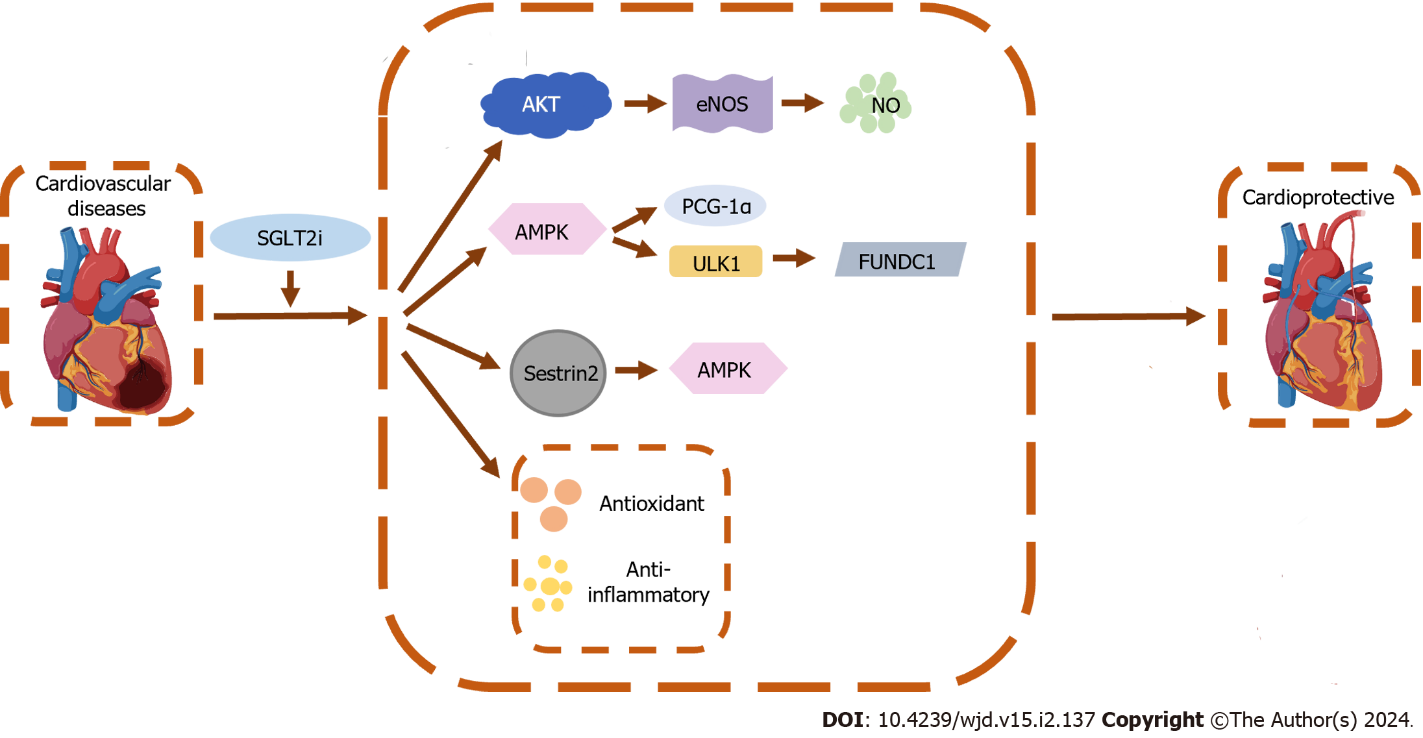 Cardiovascular
diseases
SGLT2i
AKT
eNOS
NO
AMPK
PCG-1α
ULK1
FUNDC1
Sestrin2
AMPK
Antioxidant
Anti-
inflammatory
Cardioprotective
DOI: 10.4239/wjd.v15.i2.137 Copyright ©The Author(s) 2024.